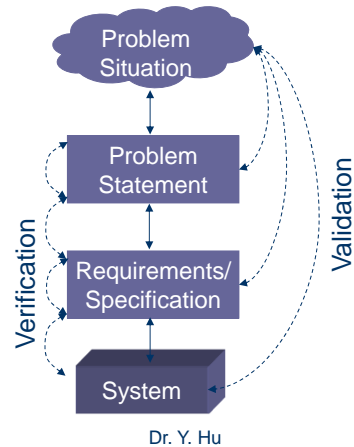 Problem
Situation
Problem
Statement
Requirements/
Specification
System
Verification
Validation
Dr. Y. Hu